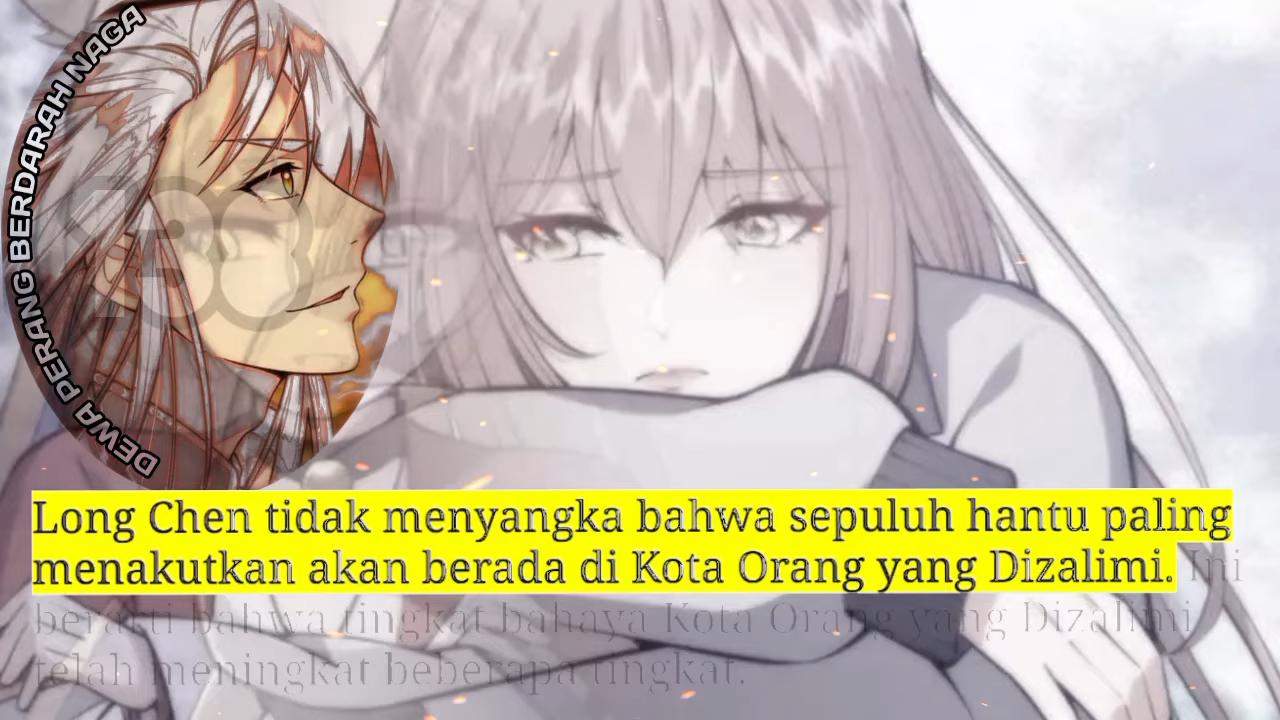 DEWA PERANG BERDARAH NAGA
Long Chen tidak menyangka bahwa sepuluh hantu paling
menakutkan akan berada di Kota Orang yang Dizalimi. Ini
berarti bahwa tingkat bahaya Kota Orang yang Dizalimi
telah meningkat beberapa tingkat.